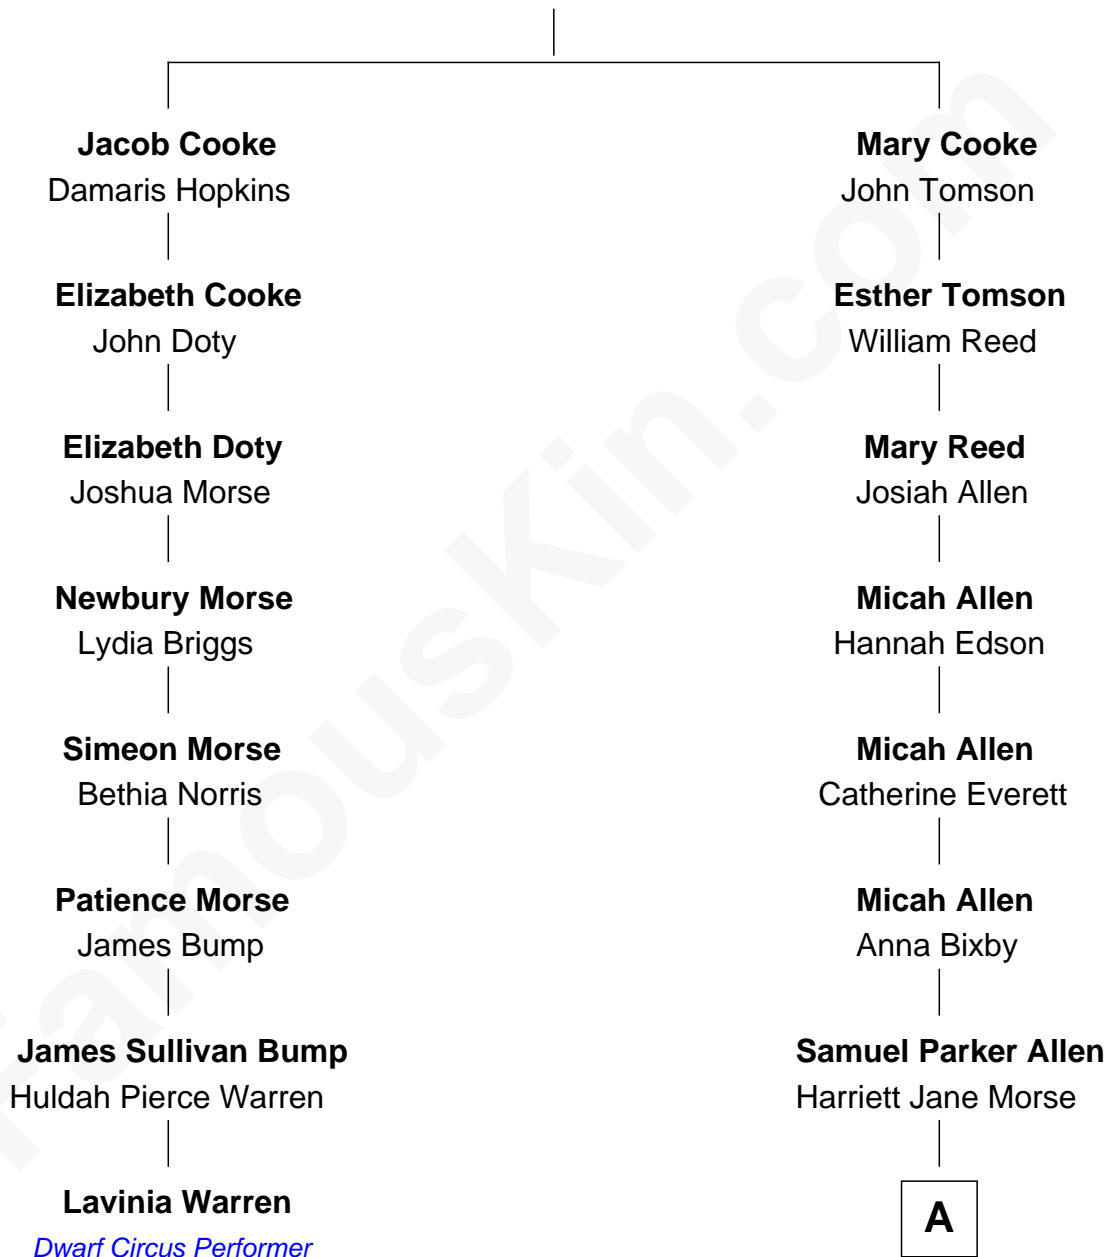 Jacob Cooke
Damaris Hopkins
Elizabeth Cooke
John Doty
Elizabeth Doty
Joshua Morse
Newbury Morse
Lydia Briggs
Simeon Morse
Bethia Norris
Patience Morse
James Bump
James Sullivan Bump
Huldah Pierce Warren
Lavinia Warren
Dwarf Circus Performer
Mary Cooke
John Tomson
Esther Tomson
William Reed
Mary Reed
Josiah Allen
Micah Allen
Hannah Edson
Micah Allen
Catherine Everett
Micah Allen
Anna Bixby
Samuel Parker Allen
Harriett Jane Morse
A
FamousKin.com